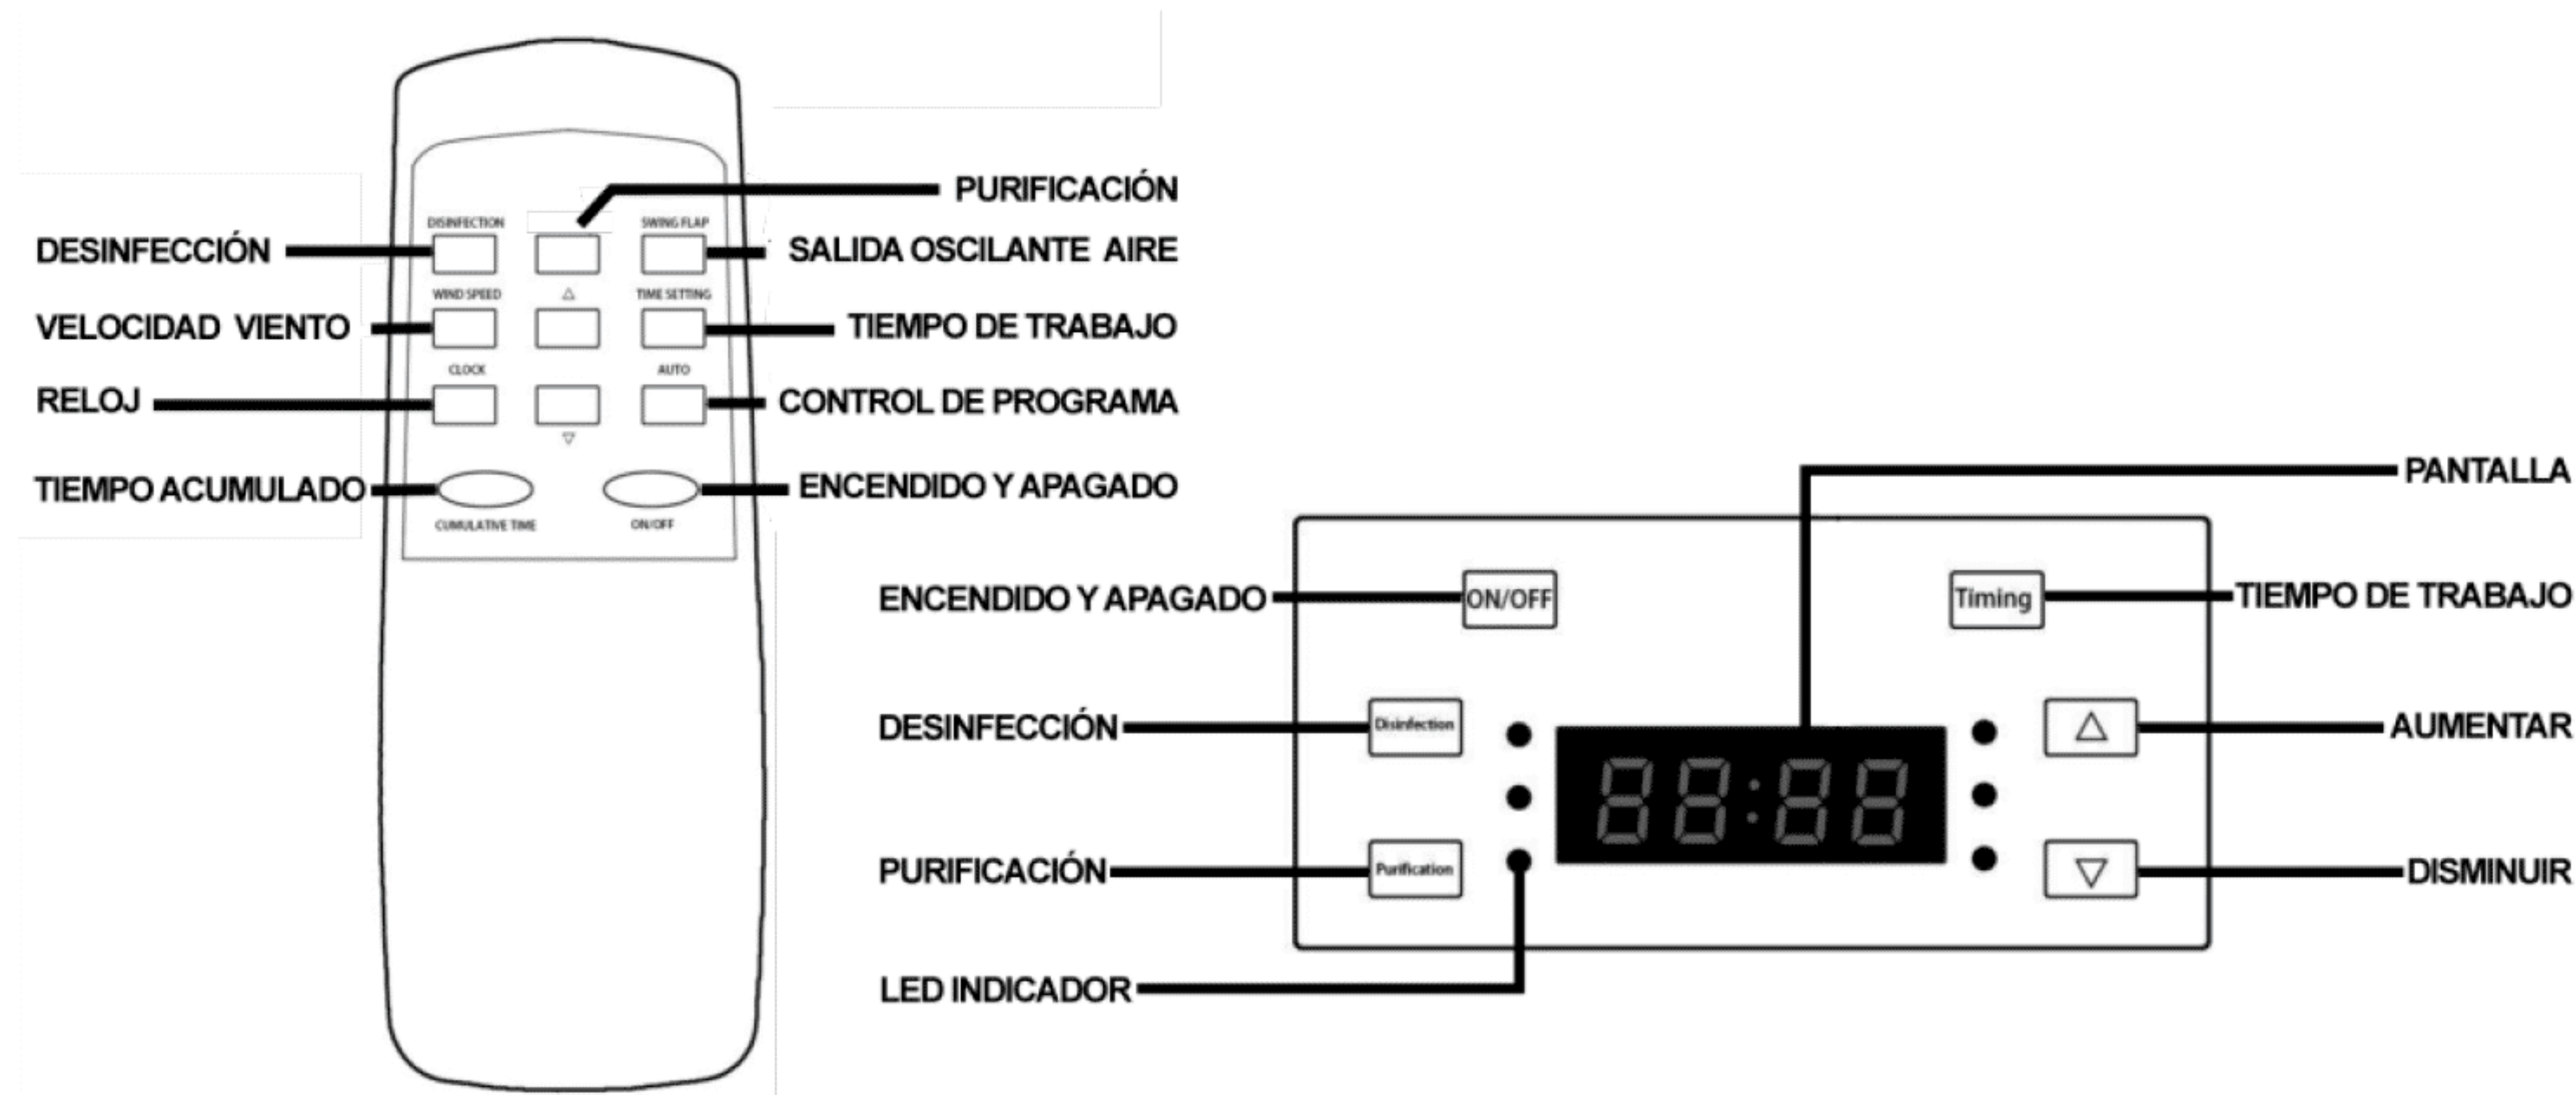 PURIFICACIÓN
DISINFECTION
SWING FLAP
DESINFECCIÓN
SALIDA OSCILANTE AIRE
WIND SPEED
△
TIME SETTING
VELOCIDAD VIENTO
TIEMPO DE TRABAJO
CLOCK
AUTO
RELOJ
CONTROL DE PROGRAMA
▽
TIEMPO ACUMULADO
ENCENDIDO Y APAGADO
CUMULATIVE TIME
ON/OFF
PANTALLA
ENCENDIDO Y APAGADO
ON/OFF
Timing
TIEMPO DE TRABAJO
DESINFECCIÓN
Disinfection
△
AUMENTAR
88:88
PURIFICACIÓN
Purification
▽
DISMINUIR
LED INDICADOR